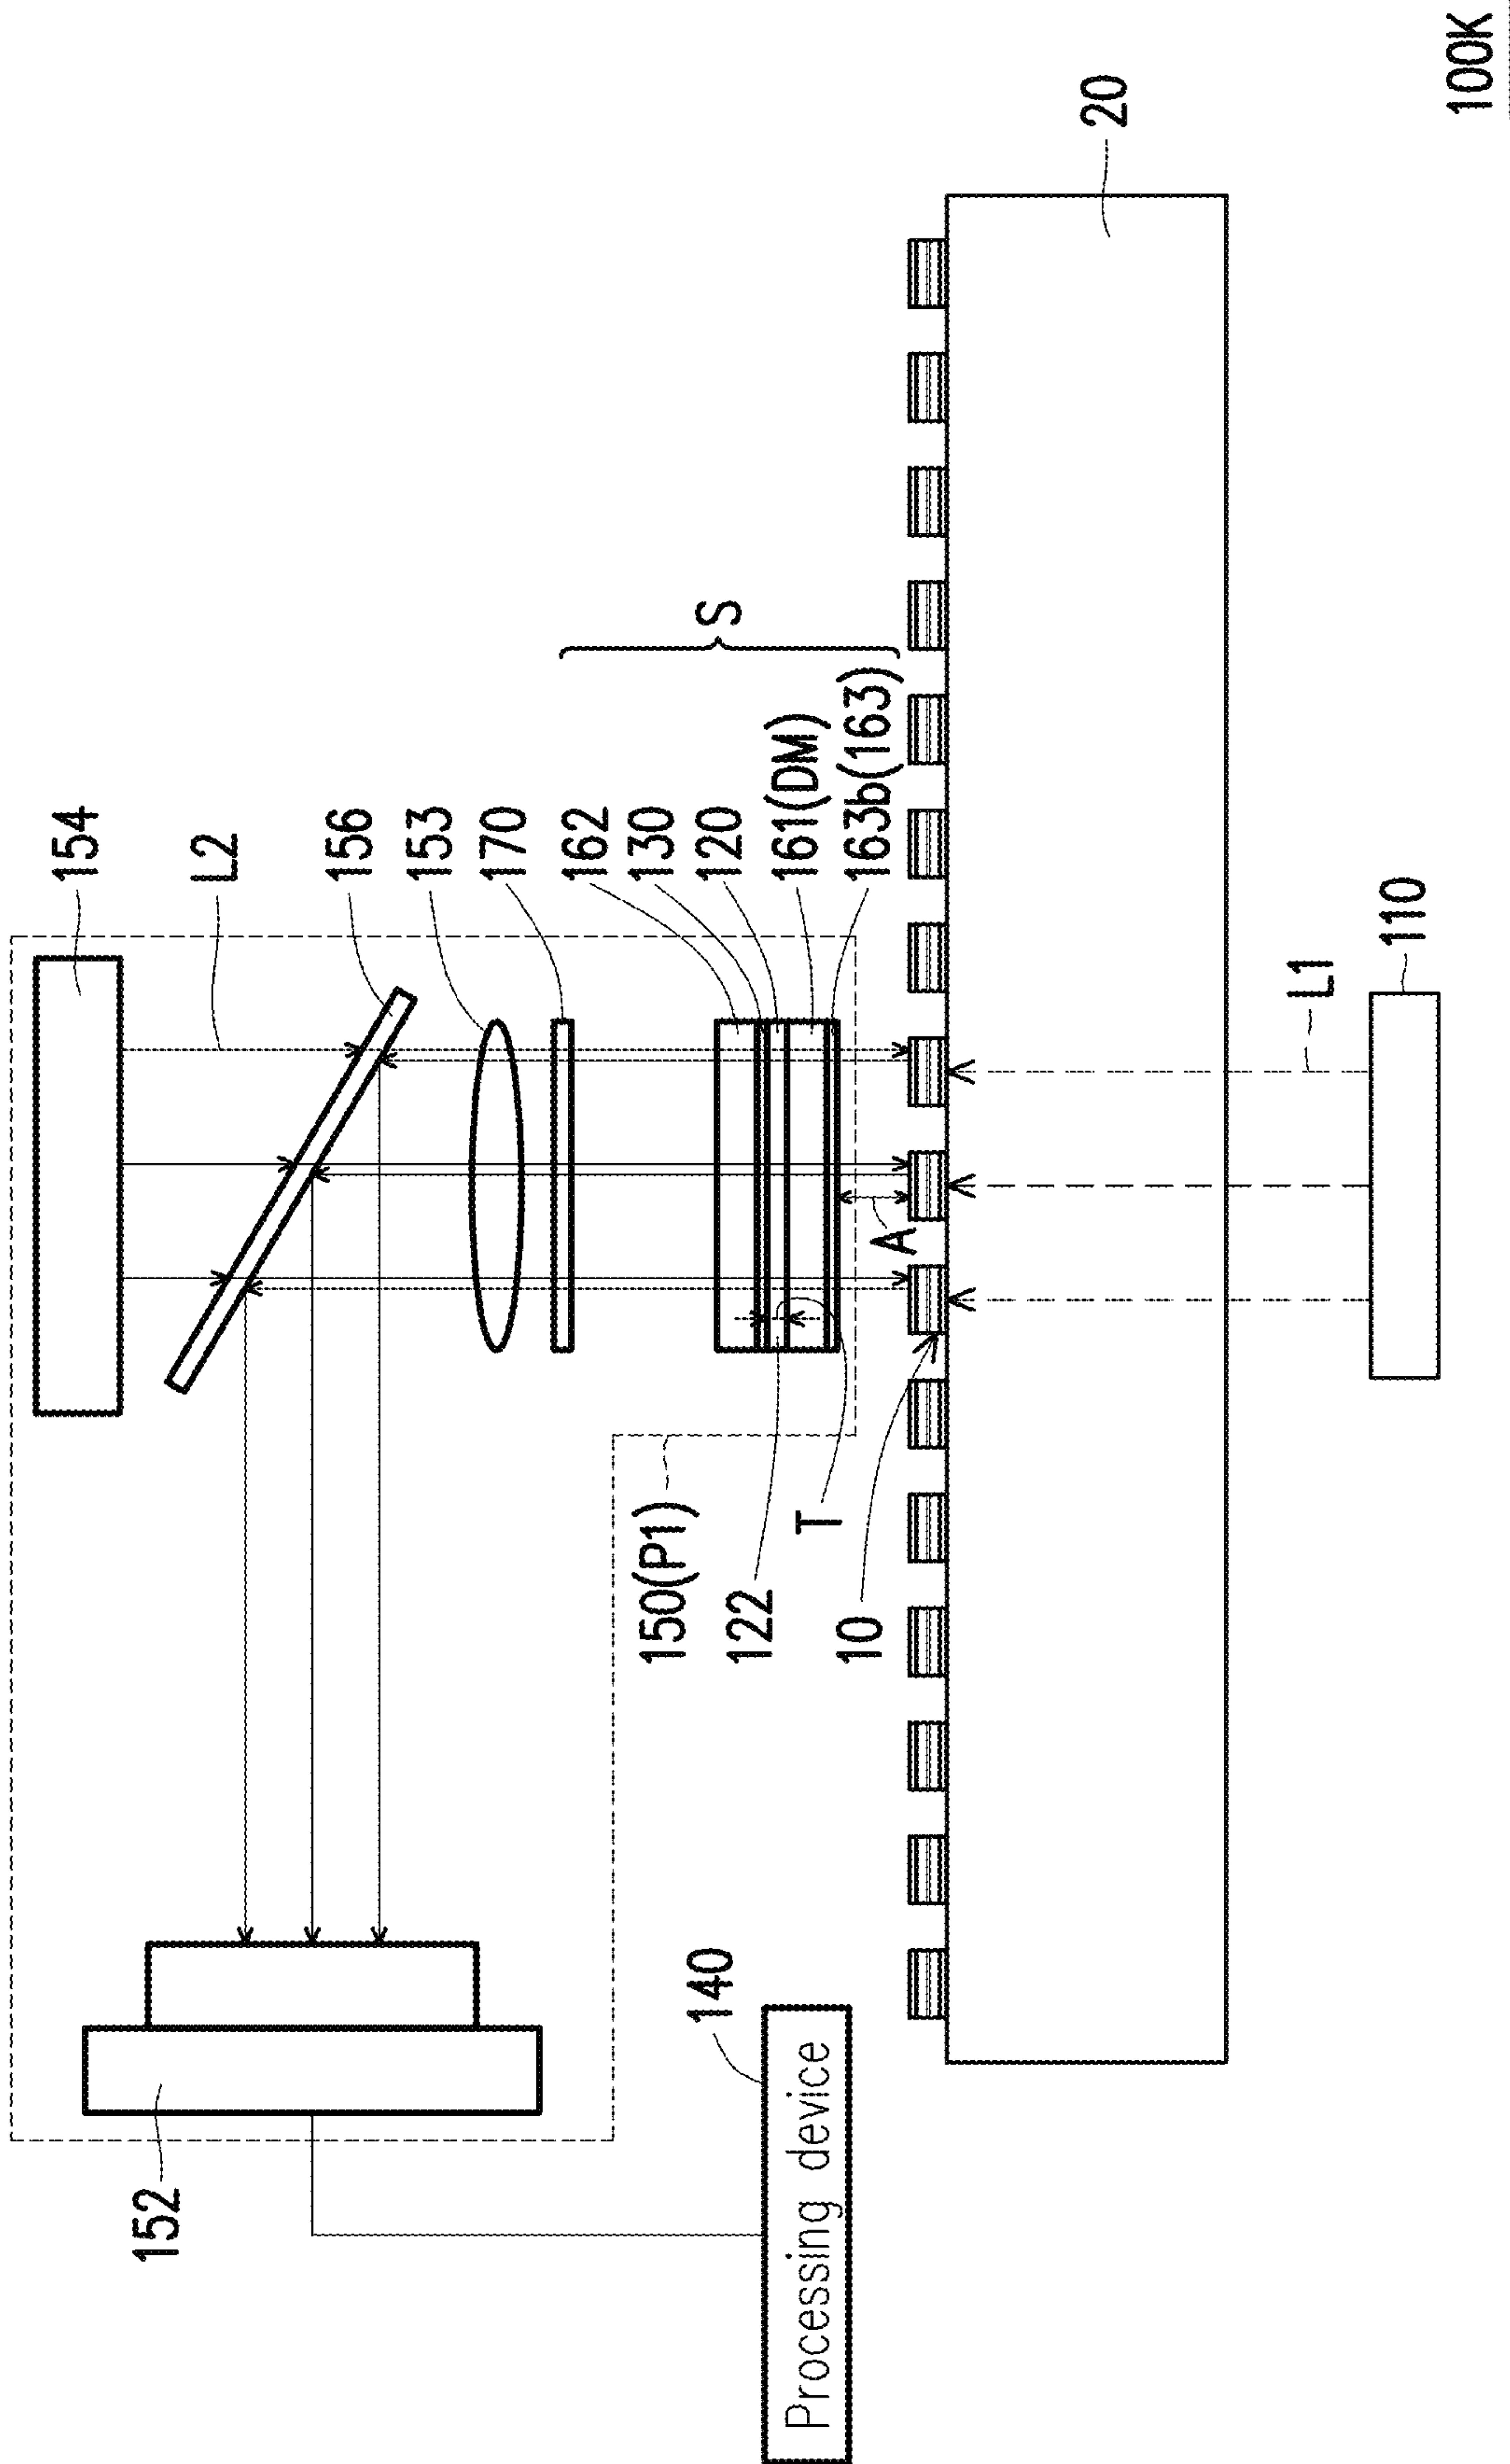 154
L2
156
153
170
162
130
120
161(DM)
163b(163)
S
20
100K
152
140
Processing device
150(P1)
122
T
10
A
L1
110